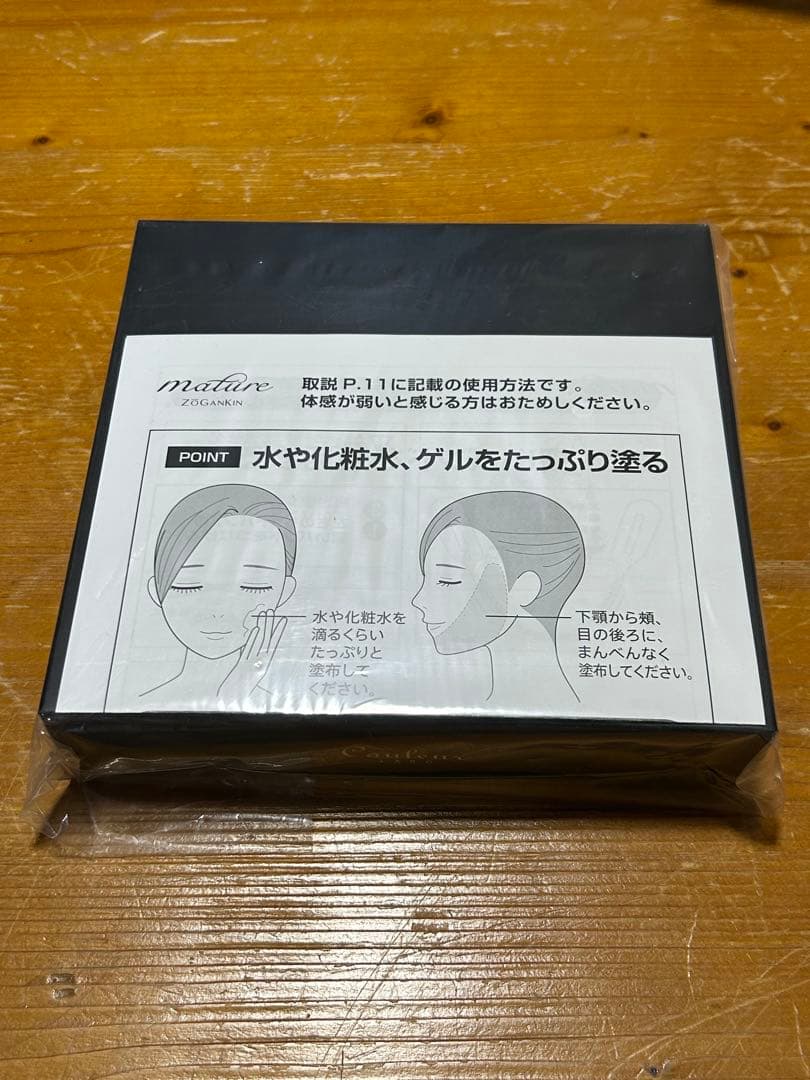 mature
ZōGanKin
取説 P.11に記載の使用方法です。
体感が弱いと感じる方はおためしください。
POINT
水や化粧水、ゲルをたっぷり塗る
水や化粧水を
滴るくらい
たっぷりと
塗布して
ください。
下顎から頬、
目の後ろに、
まんべんなく
塗布してください。
Couleur